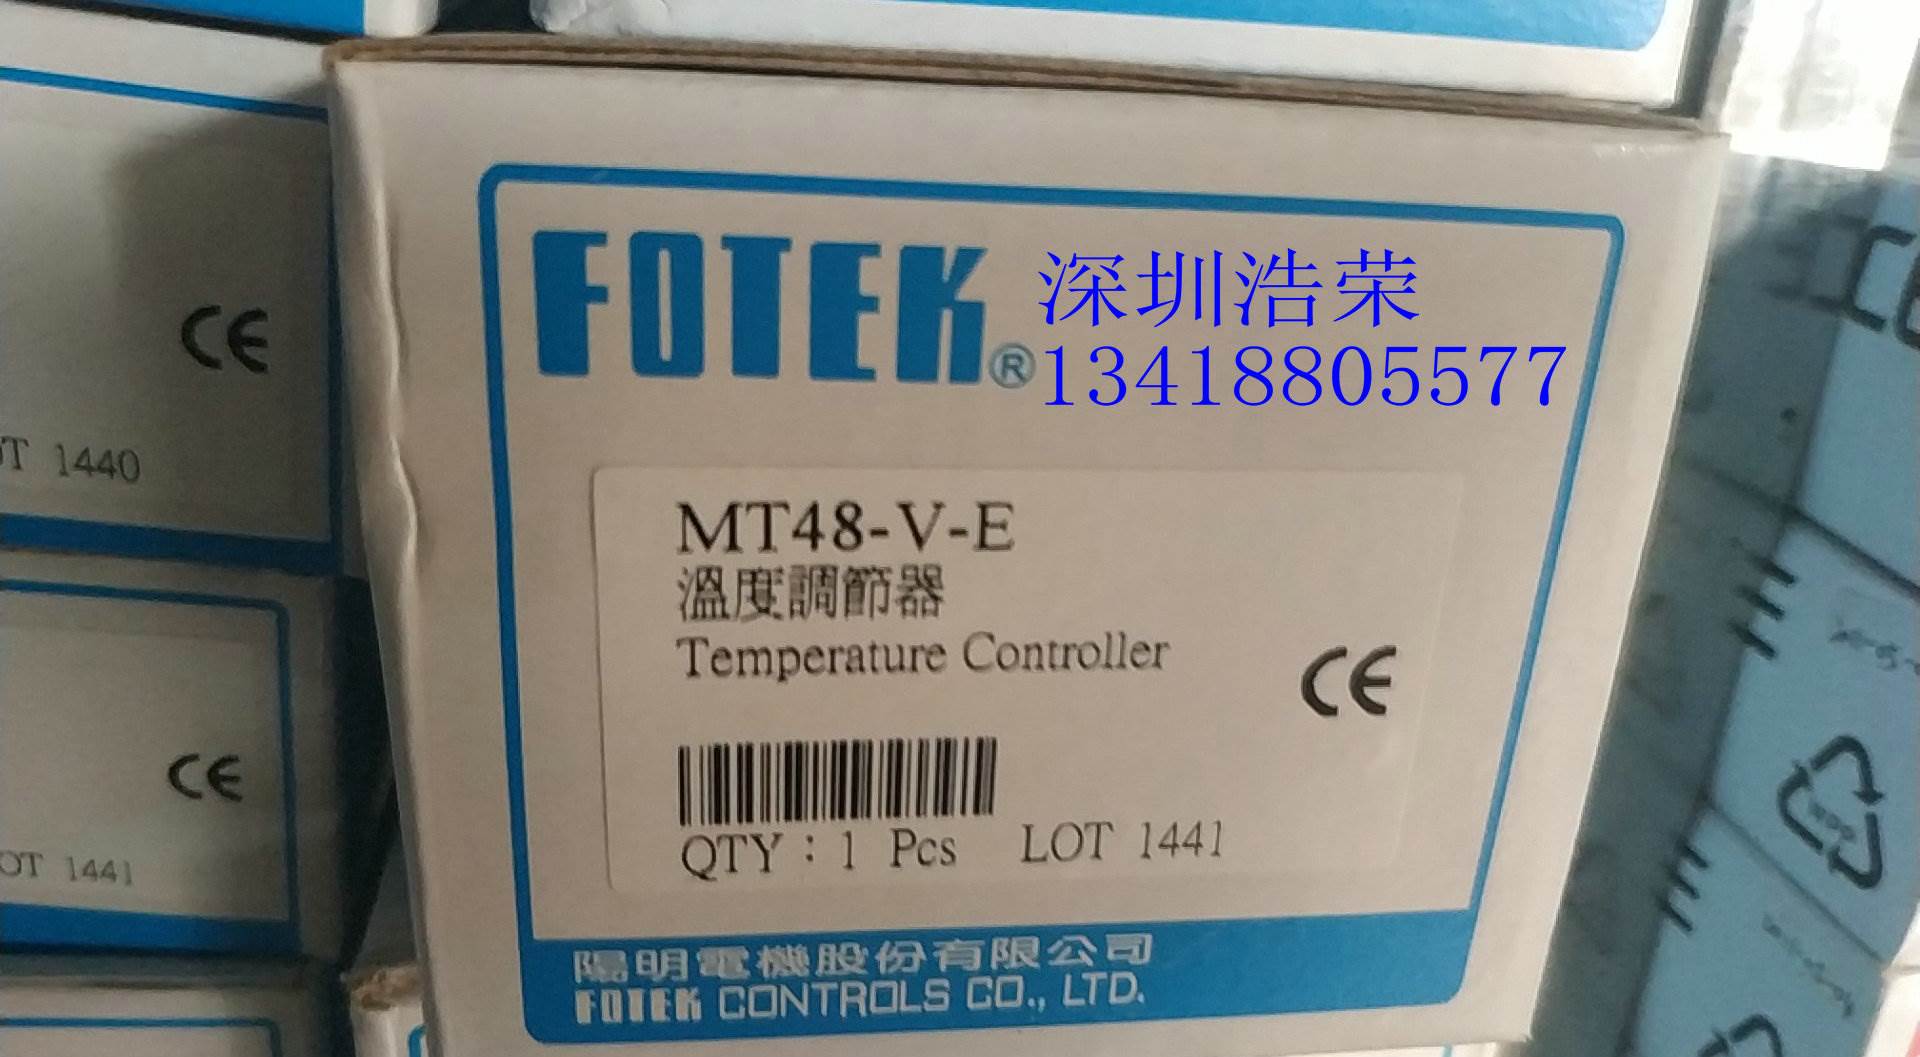 FOTEK®
深圳浩荣
13418805577
MT48-V-E
溫度調節器
Temperature Controller
CE
QTY：1 Pcs LOT 1441
陽明電機股份有限公司
FOTEK CONTROLS CO., LTD.
CE
OT 1440
CE
OT 1441